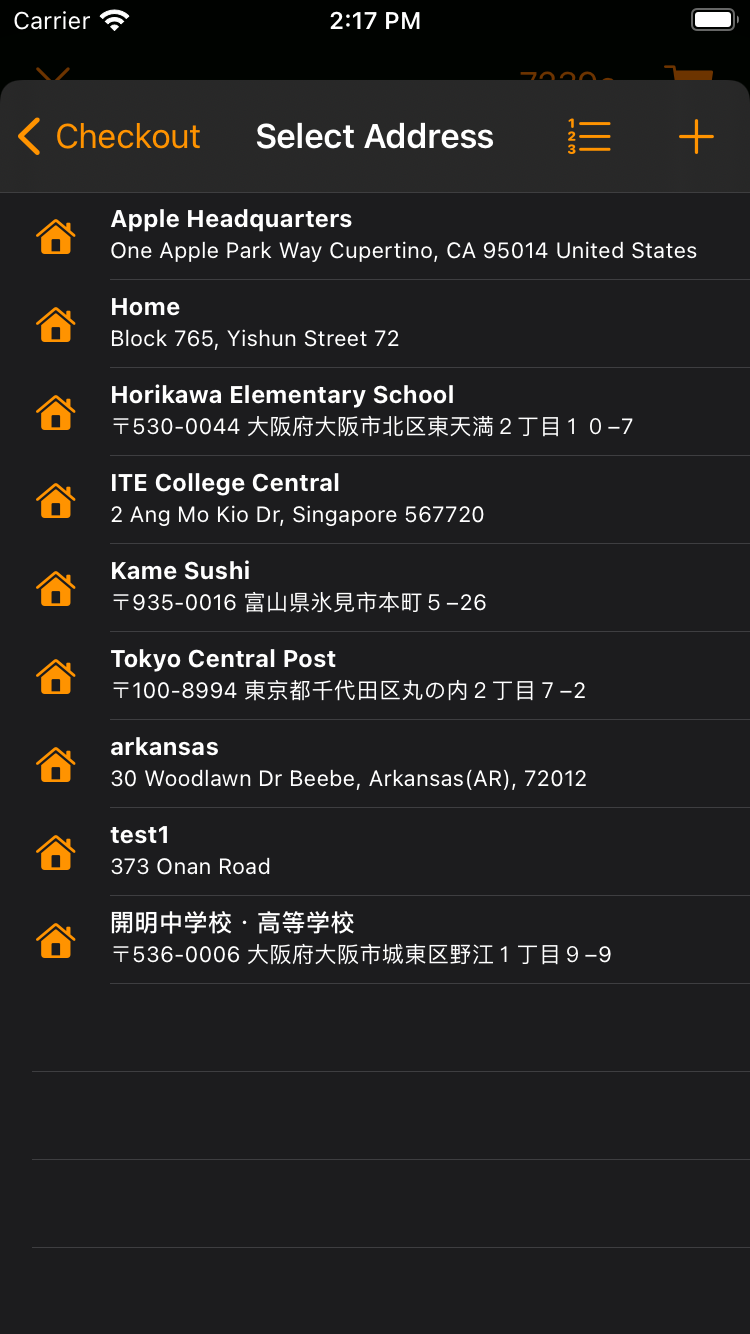 Carrier 2:17 PM
Checkout Select Address
Apple Headquarters
One Apple Park Way Cupertino, CA 95014 United States
Home
Block 765, Yishun Street 72
Horikawa Elementary School
〒530-0044 大阪府大阪市北区東天満２丁目１０−7
ITE College Central
2 Ang Mo Kio Dr, Singapore 567720
Kame Sushi
〒935-0016 富山県氷見市本町５−26
Tokyo Central Post
〒100-8994 東京都千代田区丸の内２丁目７−2
arkansas
30 Woodlawn Dr Beebe, Arkansas(AR), 72012
test1
373 Onan Road
開明中学校・高等学校
〒536-0006 大阪府大阪市城東区野江１丁目９−9